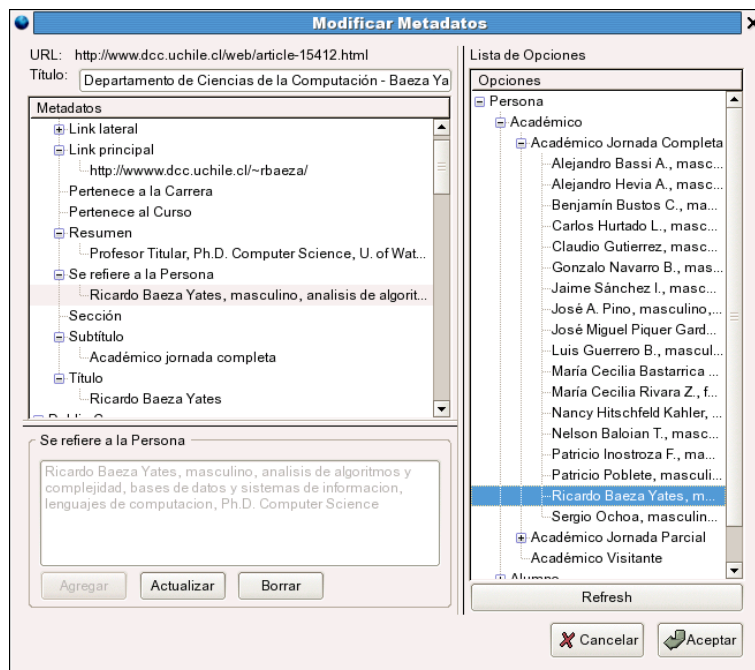 Modificar Metadatos
URL: http://www.dcc.uchile.cl/web/article-15412.html
Título: Departamento de Ciencias de la Computación - Baeza Ya
Metadatos
Link lateral
Link principal
http://wwww.dcc.uchile.cl/~rbaeza/
Pertenece a la Carrera
Pertenece al Curso
Resumen
Profesor Titular, Ph.D. Computer Science, U. of Wat...
Se refiere a la Persona
Ricardo Baeza Yates, masculino, analisis de algorit...
Sección
Subtítulo
Académico jornada completa
Título
Ricardo Baeza Yates
Se refiere a la Persona
Ricardo Baeza Yates, masculino, analisis de algoritmos y
complejidad, bases de datos y sistemas de informacion,
lenguajes de computacion, Ph.D. Computer Science
Agregar
Actualizar
Borrar
Lista de Opciones
Opciones
Persona
Académico
Académico Jornada Completa
Alejandro Bassi A., masc...
Alejandro Hevia A., masc...
Benjamín Bustos C., ma...
Carlos Hurtado L., masc...
Claudio Gutierrez, masc...
Gonzalo Navarro B., mas...
Jaime Sánchez I., masc...
José A. Pino, masculino,...
José Miguel Piquer Gard...
Luis Guerrero B., mascul...
María Cecilia Bastarrica ...
María Cecilia Rivara Z., f...
Nancy Hitschfeld Kahler, ...
Nelson Baloian T., masc...
Patricio Inostroza F., ma...
Patricio Poblete, masculi...
Ricardo Baeza Yates, m...
Sergio Ochoa, masculin...
Académico Jornada Parcial
Académico Visitante
Alumno
Refresh
Cancelar
Aceptar